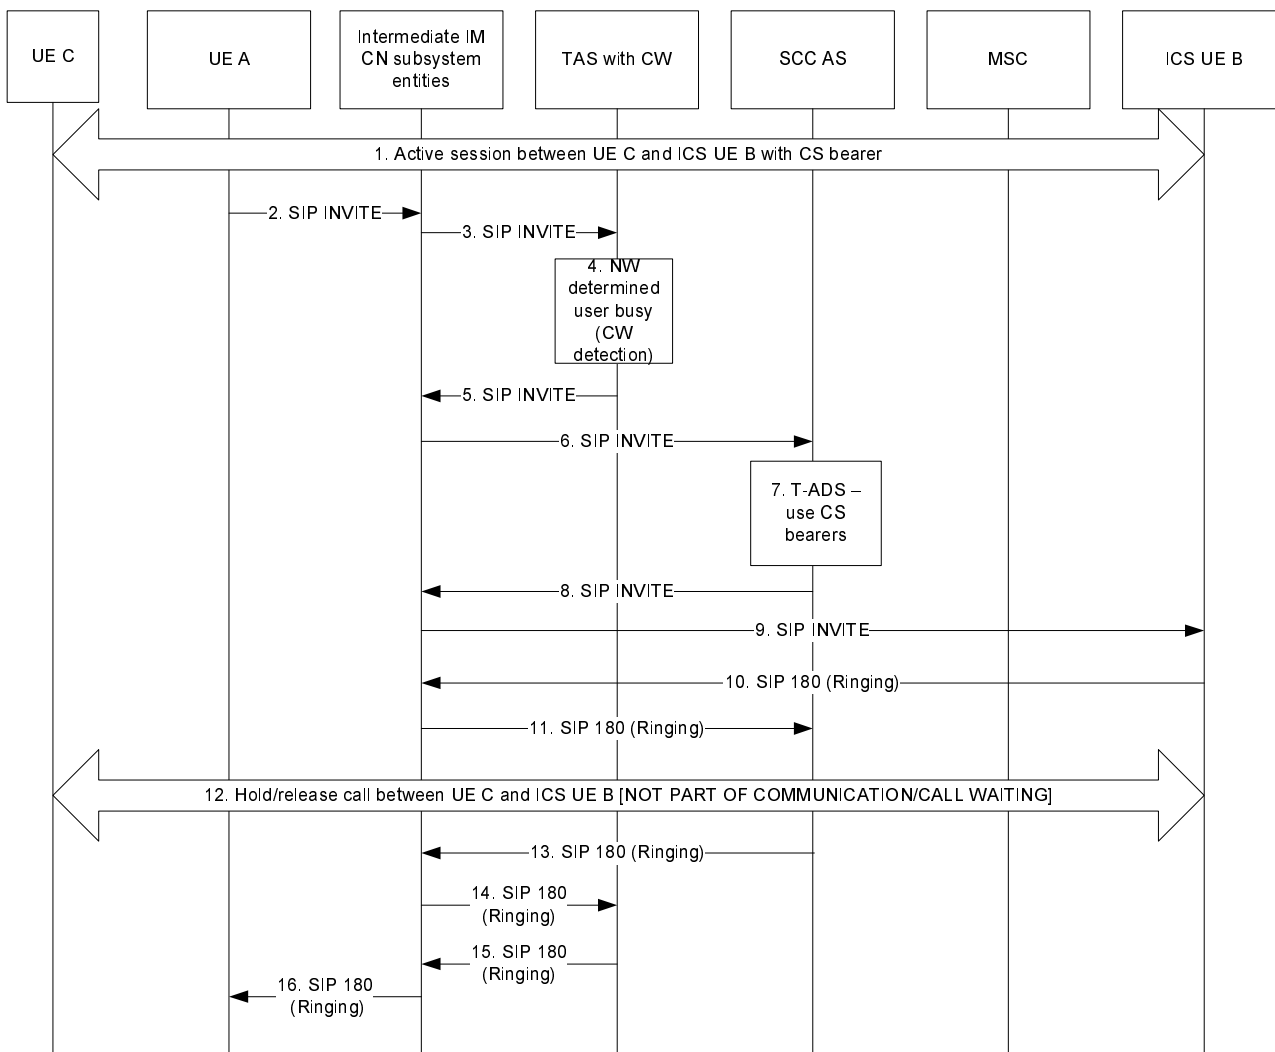 UE C
UE A
Intermediate IM
CN subsystem
entities
TAS with CW
SCC AS
MSC
ICS UE B
1. Active session between UE C and ICS UE B with CS bearer
2. SIP INVITE
3. SIP INVITE
4. NW
determined
user busy
(CW
detection)
5. SIP INVITE
6. SIP INVITE
7. T-ADS –
use CS
bearers
8. SIP INVITE
9. SIP INVITE
10. SIP 180 (Ringing)
11. SIP 180 (Ringing)
12. Hold/release call between UE C and ICS UE B [NOT PART OF COMMUNICATION/CALL WAITING]
13. SIP 180 (Ringing)
14. SIP 180
(Ringing)
15. SIP 180
(Ringing)
16. SIP 180
(Ringing)